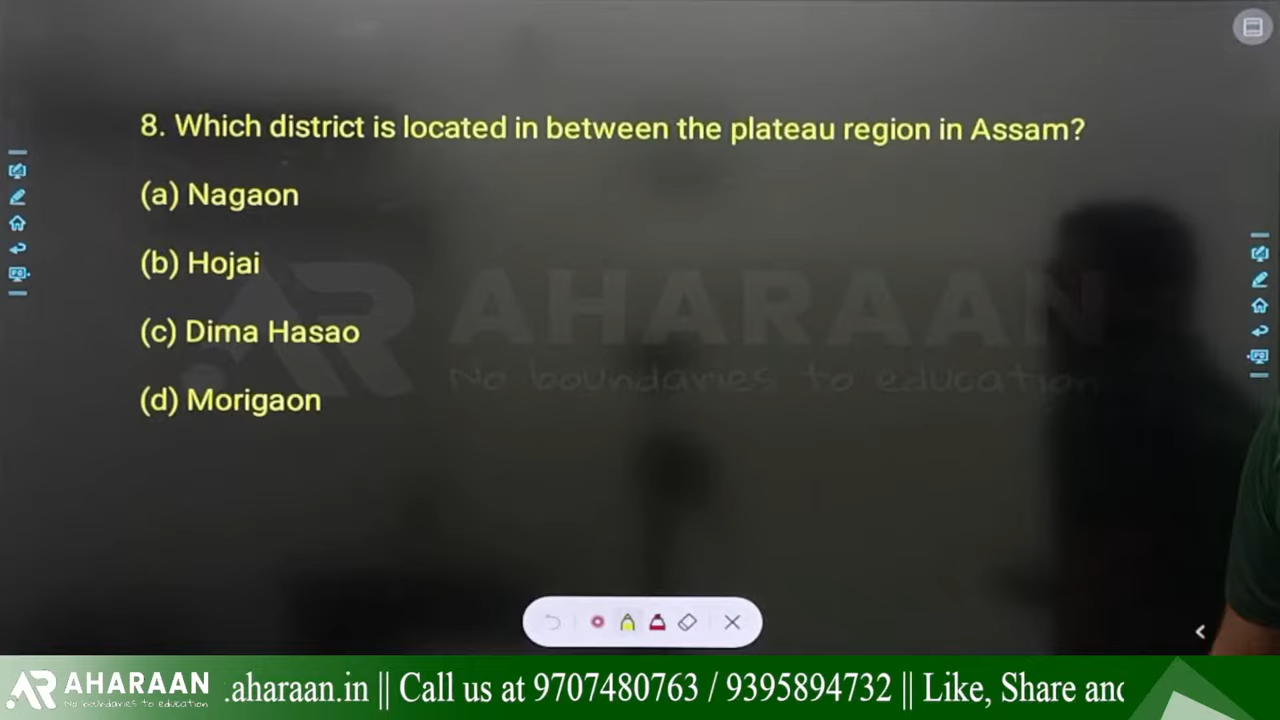 8. Which district is located in between the plateau region in Assam?
(a) Nagaon
(b) Hojai
(c) Dima Hasao
(d) Morigaon
AHARAAN
No boundaries to education
AHARAAN .aharaan.in || Call us at 9707480763 / 9395894732 || Like, Share and
No boundaries to education